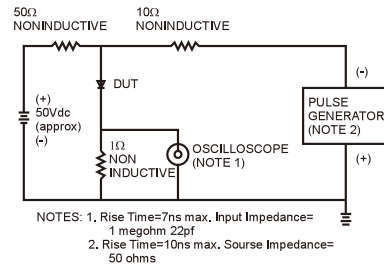 50Ω
NONINDUCTIVE
10Ω
NONINDUCTIVE
DUT
(+)
50Vdc
(approx)
(-)
(-)
PULSE
GENERATOR
(NOTE 2)
(+)
1Ω
NON
INDUCTIVE
OSCILLOSCOPE
(NOTE 1)
NOTES: 1. Rise Time=7ns max. Input Impedance=
1 megohm 22pf
2. Rise Time=10ns max. Sourse Impedance=
50 ohms